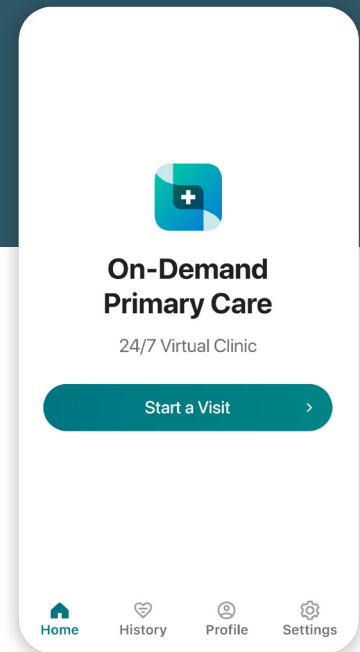 On-Demand
Primary Care
24/7 Virtual Clinic
Start a Visit
Home
History
Profile
Settings